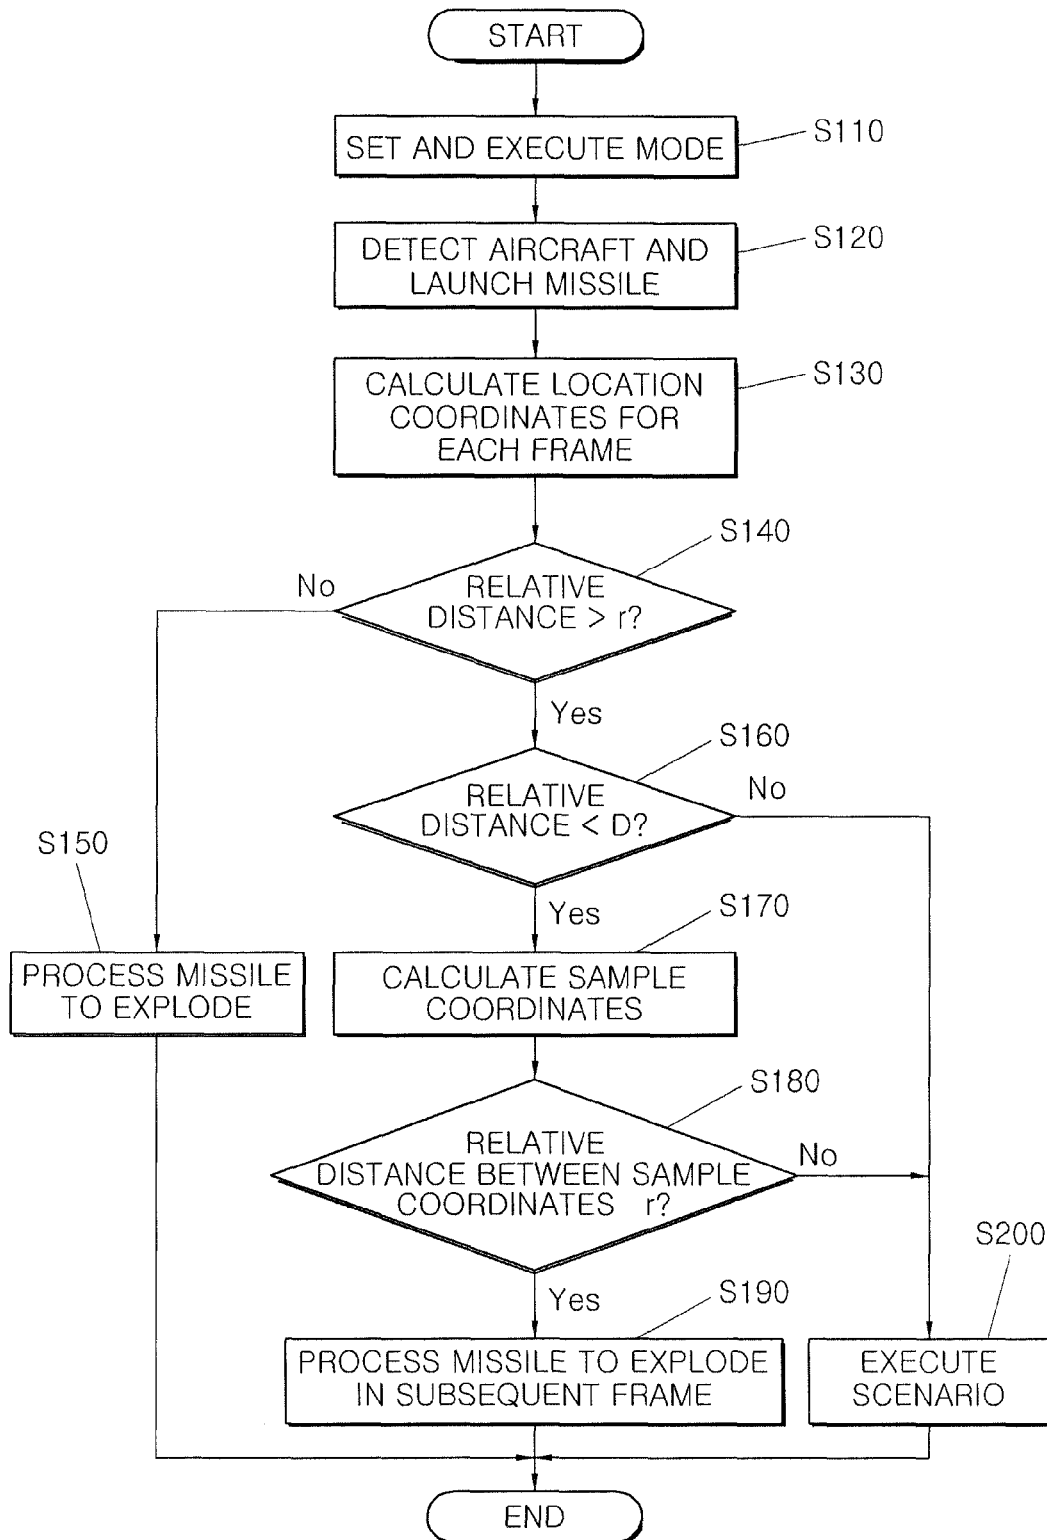 START
S110
SET AND EXECUTE MODE
S120
DETECT AIRCRAFT AND
LAUNCH MISSILE
S130
CALCULATE LOCATION
COORDINATES FOR
EACH FRAME
S140
No
RELATIVE
DISTANCE > r?
Yes
S160
No
RELATIVE
DISTANCE < D?
S150
Yes
S170
PROCESS MISSILE
TO EXPLODE
CALCULATE SAMPLE
COORDINATES
S180
RELATIVE
DISTANCE BETWEEN SAMPLE
COORDINATES r?
No
S200
Yes
S190
PROCESS MISSILE TO EXPLODE
IN SUBSEQUENT FRAME
EXECUTE
SCENARIO
END